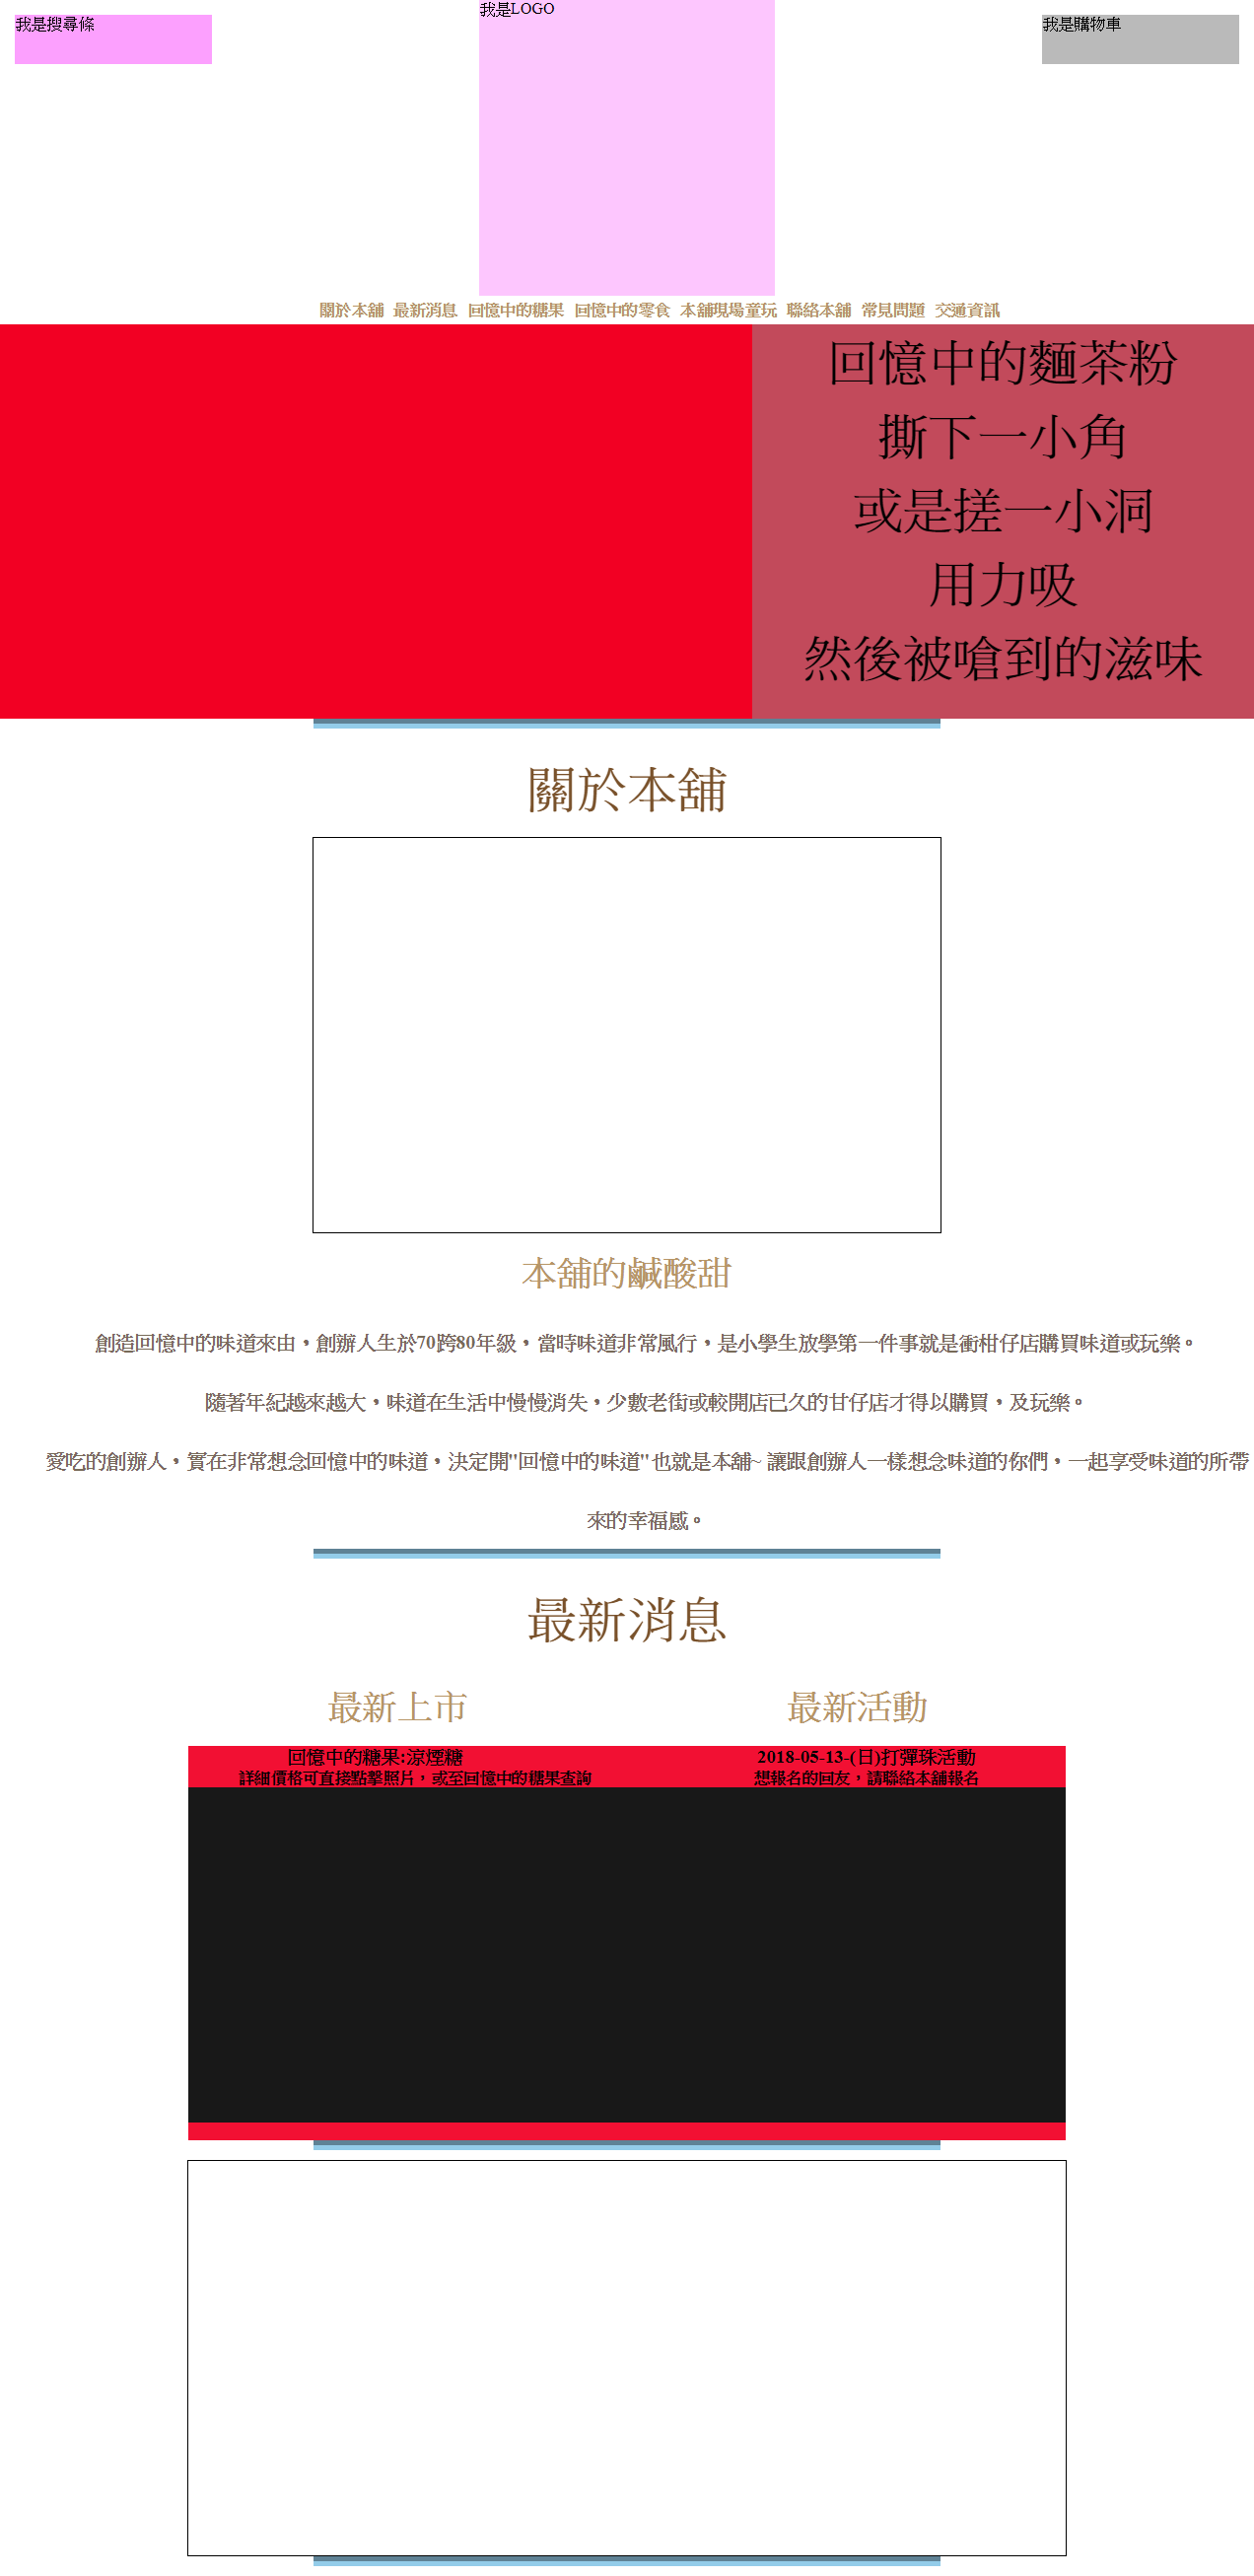 我是搜尋條
我是LOGO
我是購物車
關於本舖 最新消息 回憶中的糖果 回憶中的零食 本舖現場童玩 聯絡本舖 常見問題 交通資訊
回憶中的麵茶粉
撕下一小角
或是搓一小洞
用力吸
然後被嗆到的滋味
關於本舖
本舖的鹹酸甜
創造回憶中的味道來由，創辦人生於70跨80年級，當時味道非常風行，是小學生放學第一件事就是衝柑仔店購買味道或玩樂。
隨著年紀越來越大，味道在生活中慢慢消失，少數老街或較開店已久的甘仔店才得以購買，及玩樂。
愛吃的創辦人，實在非常想念回憶中的味道，決定開"回憶中的味道"也就是本舖~ 讓跟創辦人一樣想念味道的你們，一起享受味道的所帶
來的幸福感。
最新消息
最新上市
最新活動
回憶中的糖果:涼煙糖
詳細價格可直接點擊照片，或至回憶中的糖果查詢
2018-05-13-(日)打彈珠活動
想報名的回友，請聯絡本舖報名